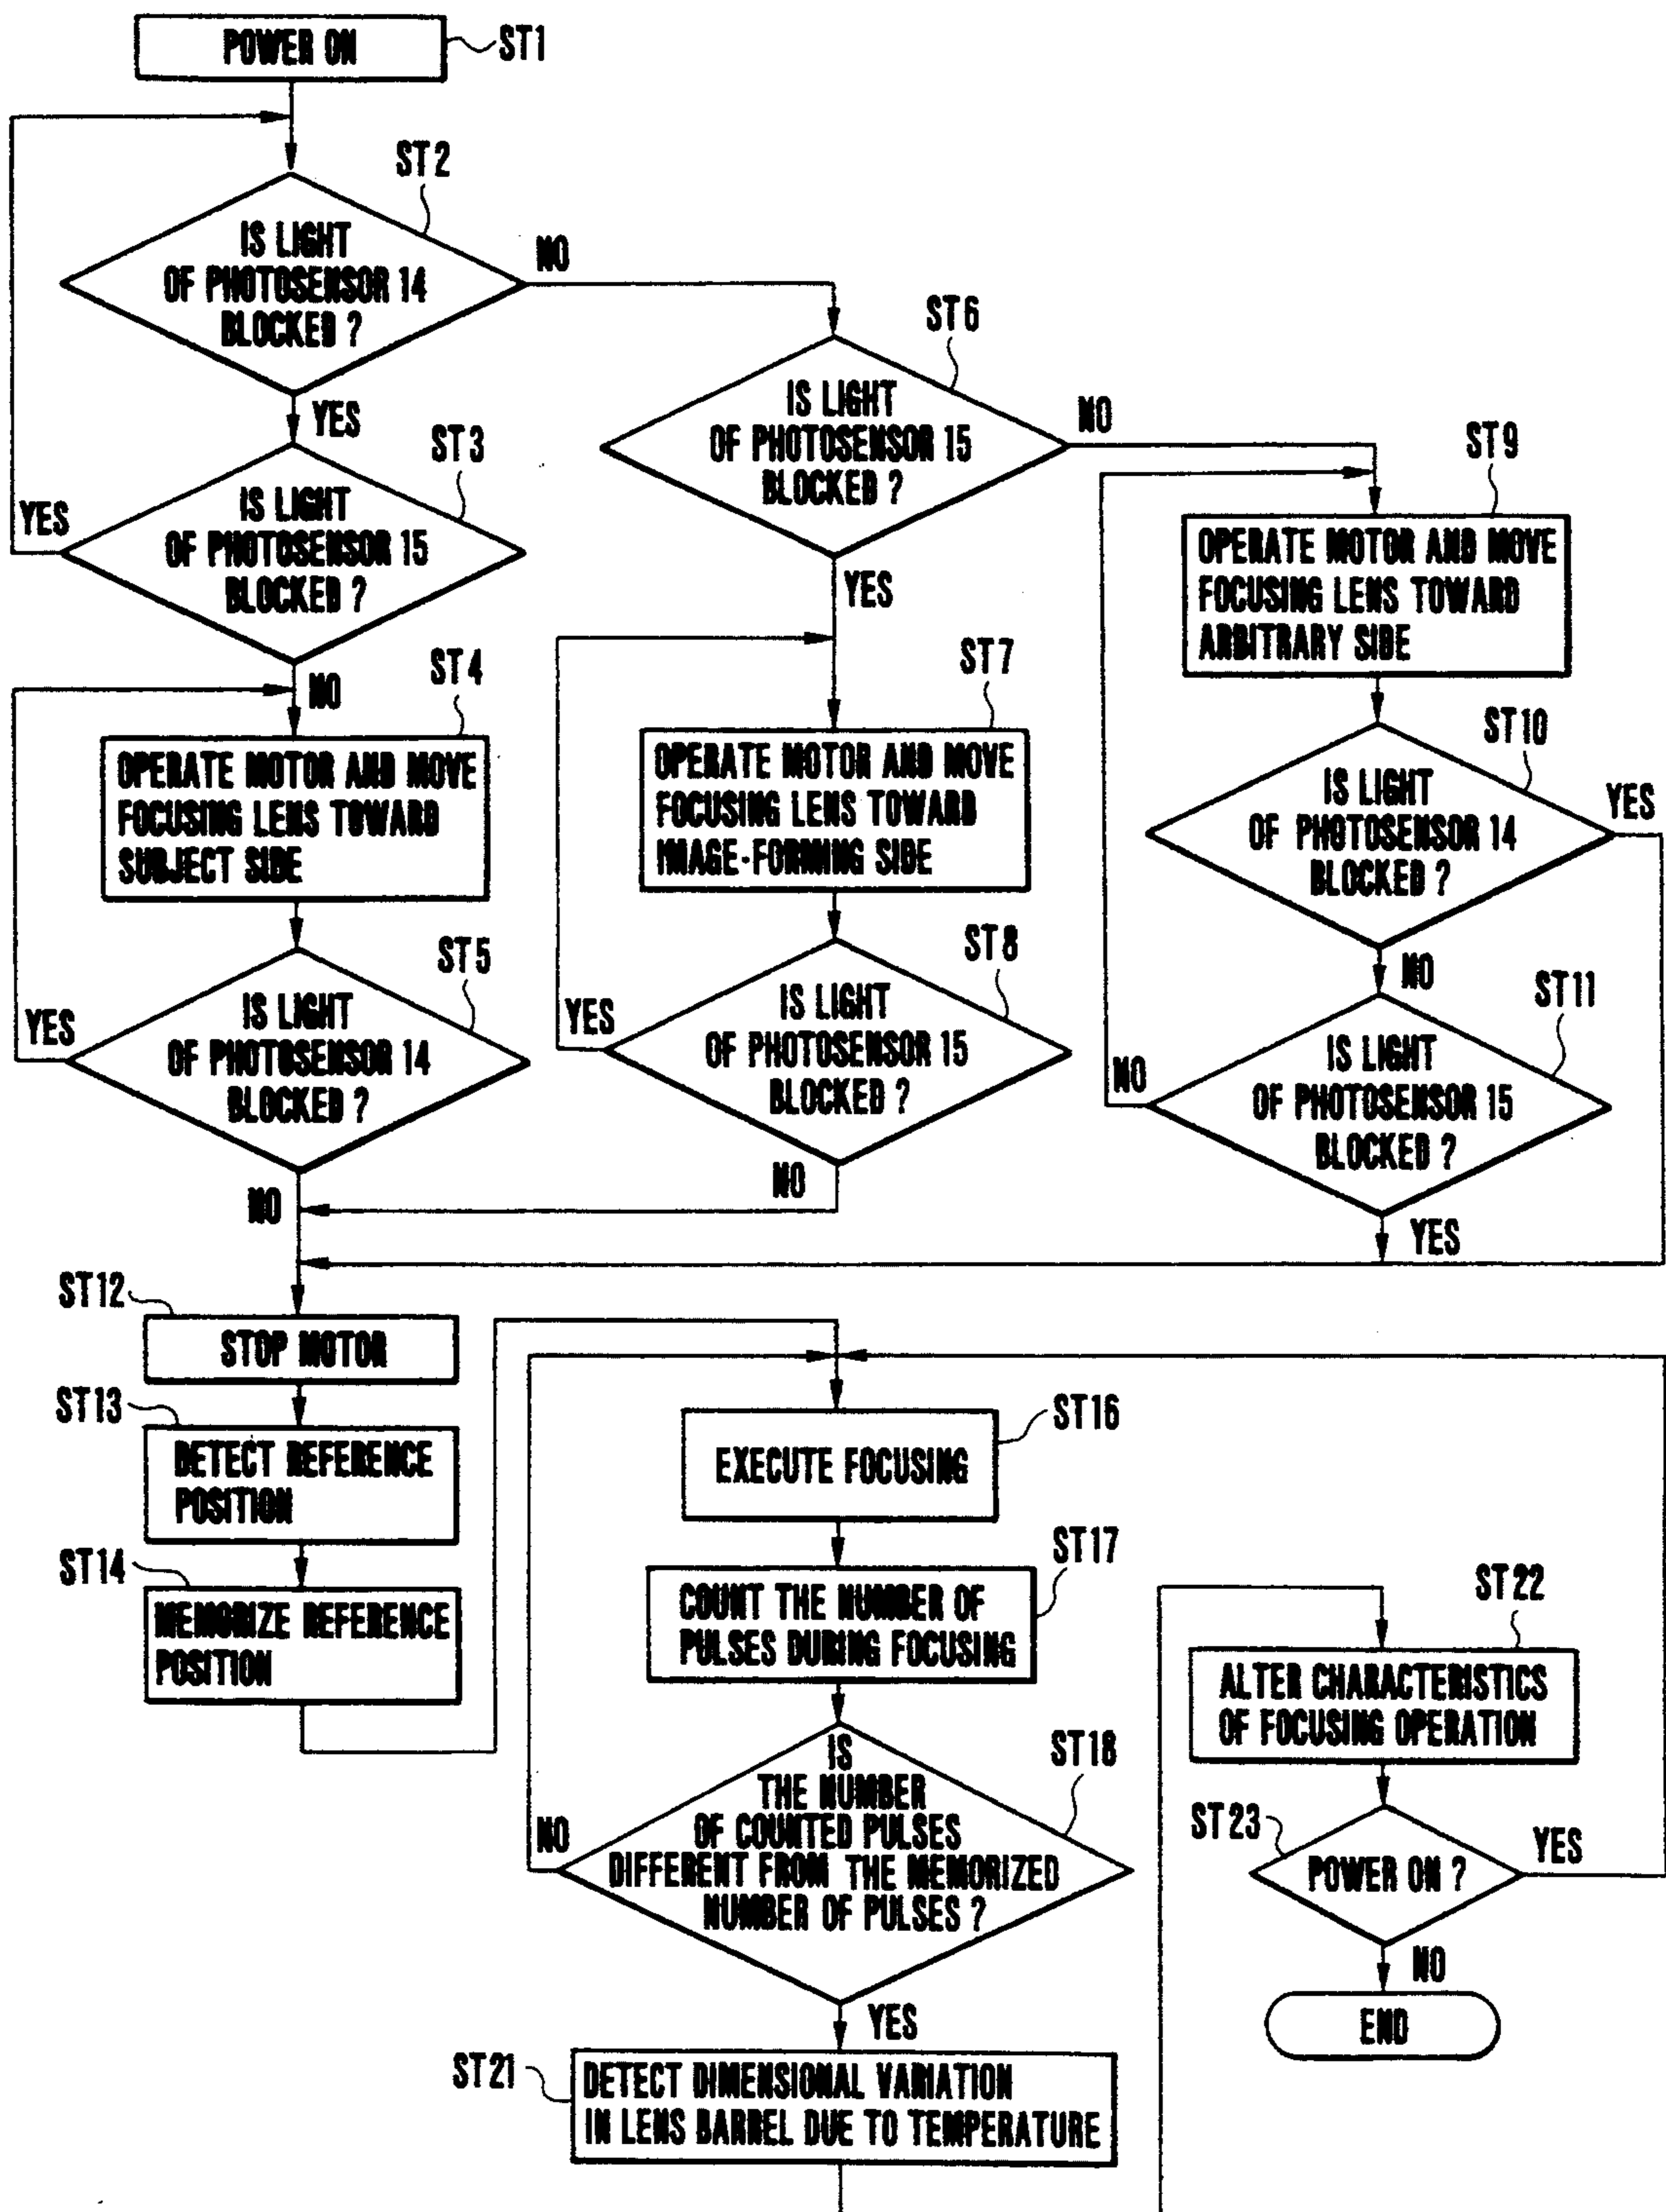 POWER ON
ST1
ST2
IS LIGHT
OF PHOTOSENSOR 14
BLOCKED ?
NO
YES
ST3
IS LIGHT
OF PHOTOSENSOR 15
BLOCKED ?
YES
NO
ST4
OPERATE MOTOR AND MOVE
FOCUSING LENS TOWARD
SUBJECT SIDE
ST5
IS LIGHT
OF PHOTOSENSOR 14
BLOCKED ?
YES
NO
ST6
IS LIGHT
OF PHOTOSENSOR 15
BLOCKED ?
NO
YES
ST7
OPERATE MOTOR AND MOVE
FOCUSING LENS TOWARD
IMAGE-FORMING SIDE
ST8
IS LIGHT
OF PHOTOSENSOR 15
BLOCKED ?
YES
NO
ST9
OPERATE MOTOR AND MOVE
FOCUSING LENS TOWARD
ARBITRARY SIDE
ST10
IS LIGHT
OF PHOTOSENSOR 14
BLOCKED ?
YES
NO
ST11
IS LIGHT
OF PHOTOSENSOR 15
BLOCKED ?
NO
YES
ST12
STOP MOTOR
ST13
DETECT REFERENCE
POSITION
ST14
MEMORIZE REFERENCE
POSITION
ST16
EXECUTE FOCUSING
ST17
COUNT THE NUMBER OF
PULSES DURING FOCUSING
ST18
IS
THE NUMBER
OF COUNTED PULSES
DIFFERENT FROM THE MEMORIZED
NUMBER OF PULSES ?
NO
YES
ST21
DETECT DIMENSIONAL VARIATION
IN LENS BARREL DUE TO TEMPERATURE
ST22
ALTER CHARACTERISTICS
OF FOCUSING OPERATION
ST23
POWER ON ?
YES
NO
END